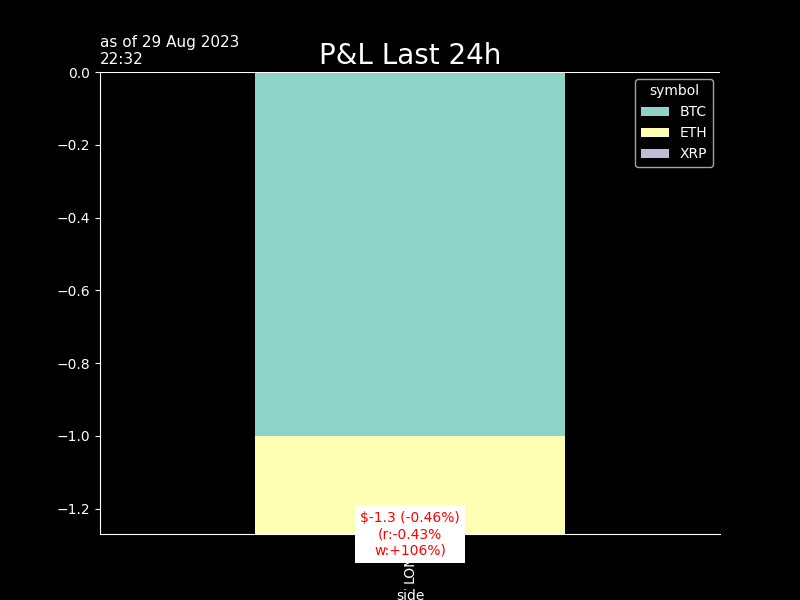 as of 29 Aug 2023
22:32
P&L Last 24h
0.0
−0.2
−0.4
−0.6
−0.8
−1.0
−1.2
symbol
BTC
ETH
XRP
$-1.3 (-0.46%)
(r:-0.43%
w:+106%)
side